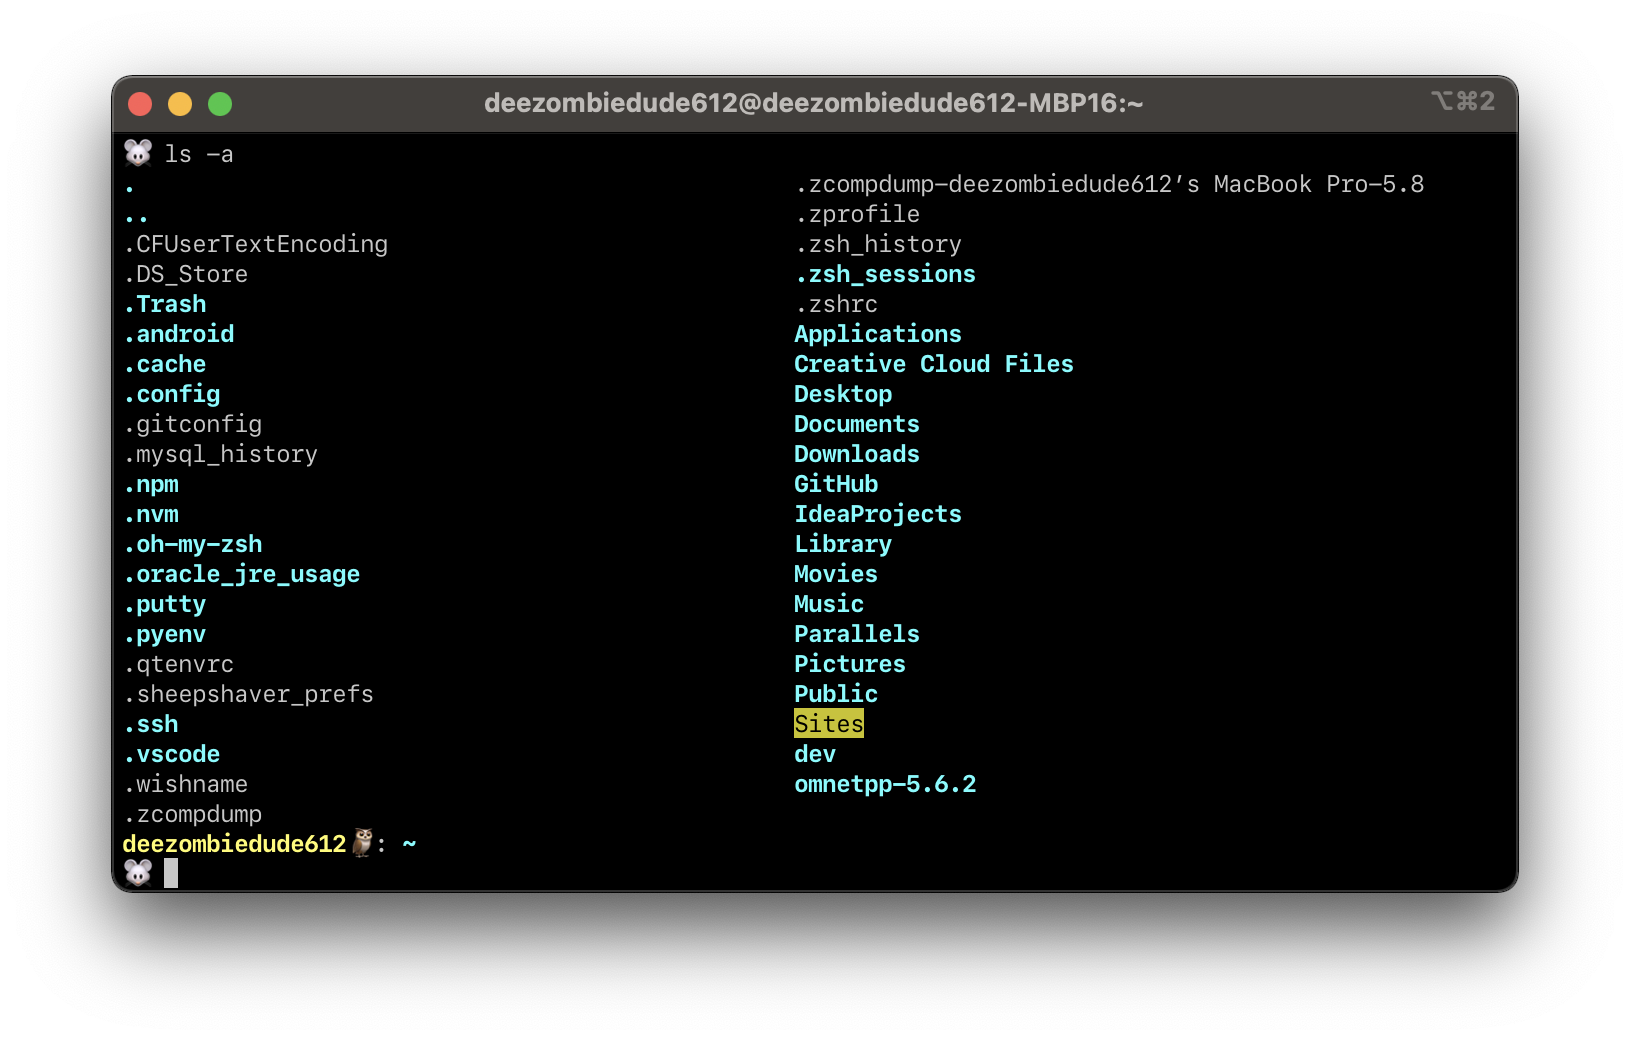 deezombiedude612@deezombiedude612-MBP16:~
⌥⌘2
🐭 ls -a
.
..
.CFUserTextEncoding
.DS_Store
.Trash
.android
.cache
.config
.gitconfig
.mysql_history
.npm
.nvm
.oh-my-zsh
.oracle_jre_usage
.putty
.pyenv
.qtenvrc
.sheepshaver_prefs
.ssh
.vscode
.wishname
.zcompdump
.zcompdump-deezombiedude612’s MacBook Pro-5.8
.zprofile
.zsh_history
.zsh_sessions
.zshrc
Applications
Creative Cloud Files
Desktop
Documents
Downloads
GitHub
IdeaProjects
Library
Movies
Music
Parallels
Pictures
Public
Sites
dev
omnetpp-5.6.2
deezombiedude612🦉: ~
🐭